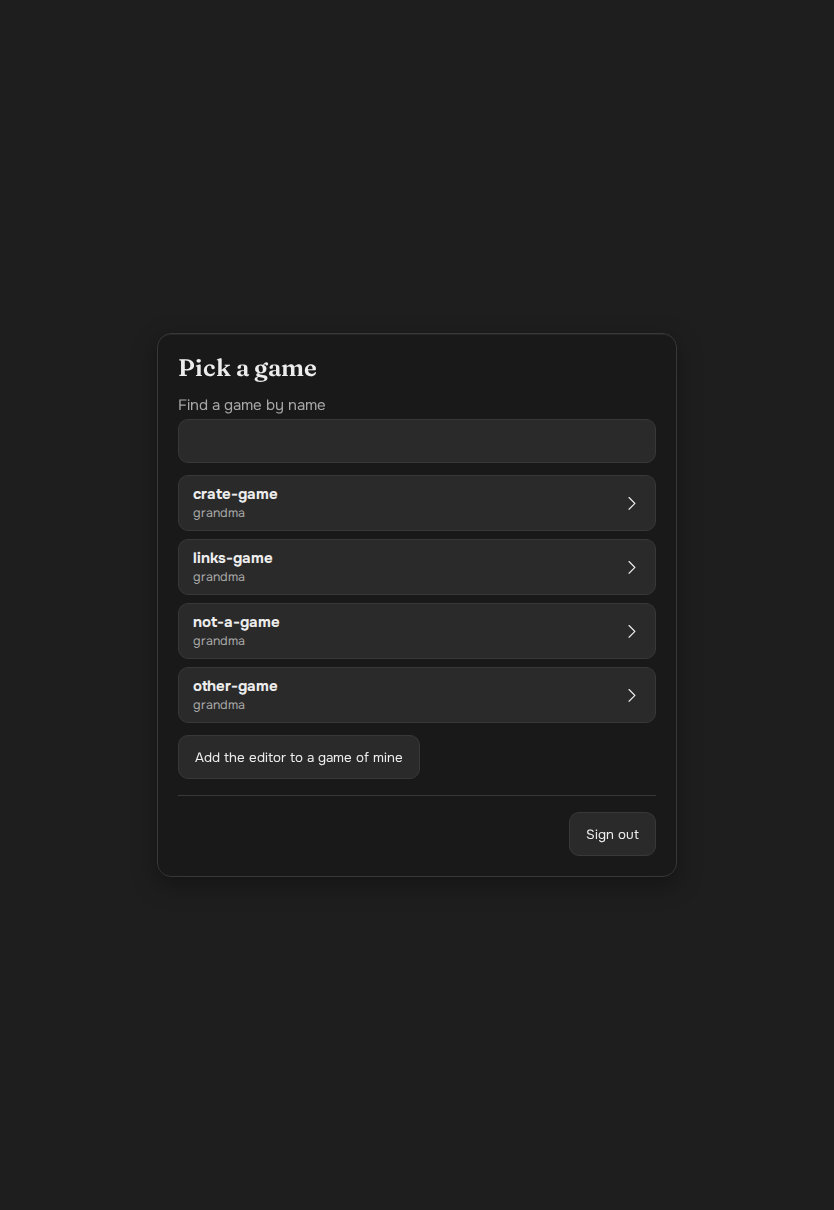 Pick a game
Find a game by name
crate-game
grandma
links-game
grandma
not-a-game
grandma
other-game
grandma
Add the editor to a game of mine
Sign out